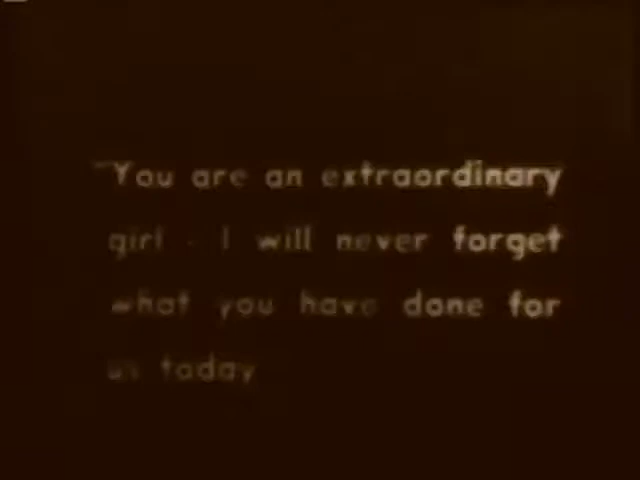 "You are an extraordinary
girl - I will never forget
what you have done for
us today